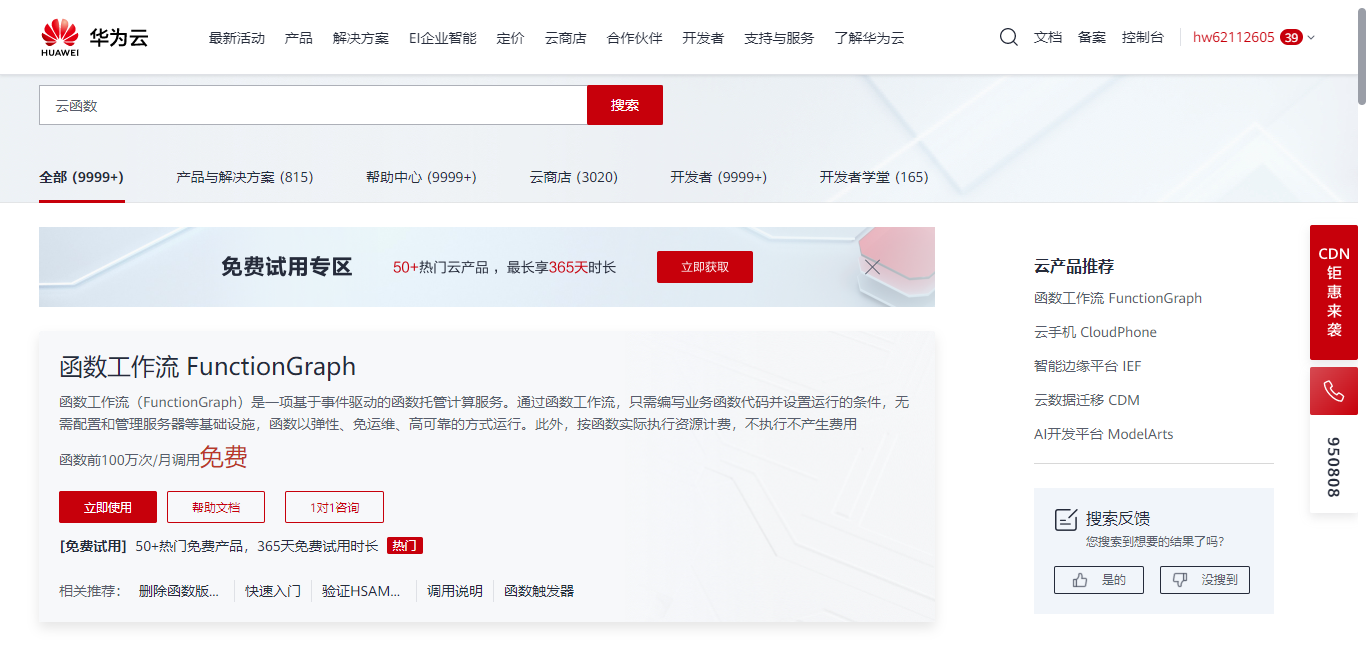 HUAWEI 华为云 最新活动 产品 解决方案 EI企业智能 定价 云商店 合作伙伴 开发者 支持与服务 了解华为云 文档 备案 控制台 hw62112605 39
云函数 搜索
全部 (9999+) 产品与解决方案 (815) 帮助中心 (9999+) 云商店 (3020) 开发者 (9999+) 开发者学堂 (165)
免费试用专区 50+热门云产品，最长享365天时长 立即获取
函数工作流 FunctionGraph
函数工作流（FunctionGraph）是一项基于事件驱动的函数托管计算服务。通过函数工作流，只需编写业务函数代码并设置运行的条件，无
需配置和管理服务器等基础设施，函数以弹性、免运维、高可靠的方式运行。此外，按函数实际执行资源计费，不执行不产生费用
函数前100万次/月调用免费
立即使用 帮助文档 1对1咨询
[免费试用] 50+热门免费产品，365天免费试用时长 热门
相关推荐： 删除函数版... 快速入门 验证HSAM... 调用说明 函数触发器
云产品推荐
函数工作流 FunctionGraph
云手机 CloudPhone
智能边缘平台 IEF
云数据迁移 CDM
AI开发平台 ModelArts
搜索反馈
您搜索到想要的结果了吗?
是的 没搜到
CDN
钜
惠
来
袭
950808